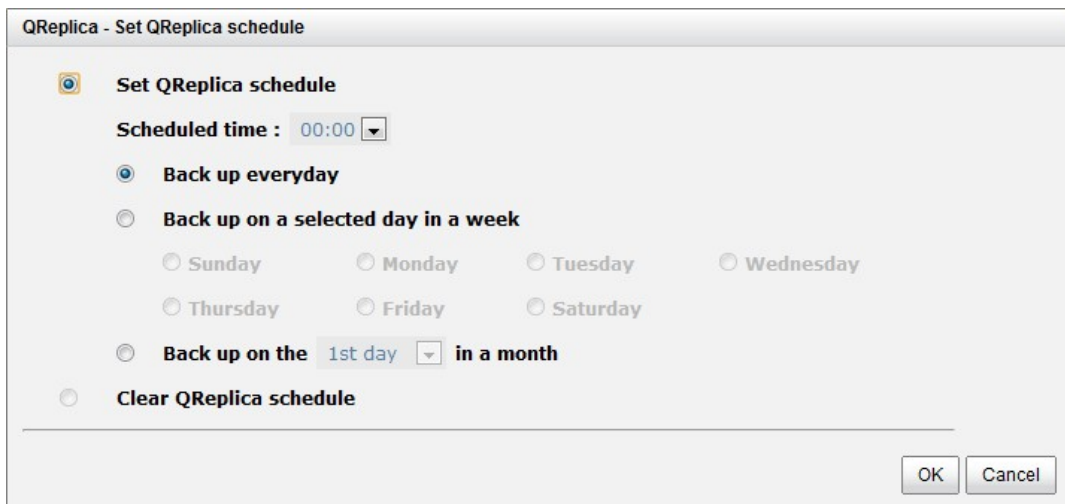 QReplica - Set QReplica schedule
Set QReplica schedule
Scheduled time : 00:00
Back up everyday
Back up on a selected day in a week
Sunday Monday Tuesday Wednesday
Thursday Friday Saturday
Back up on the 1st day in a month
Clear QReplica schedule
OK Cancel